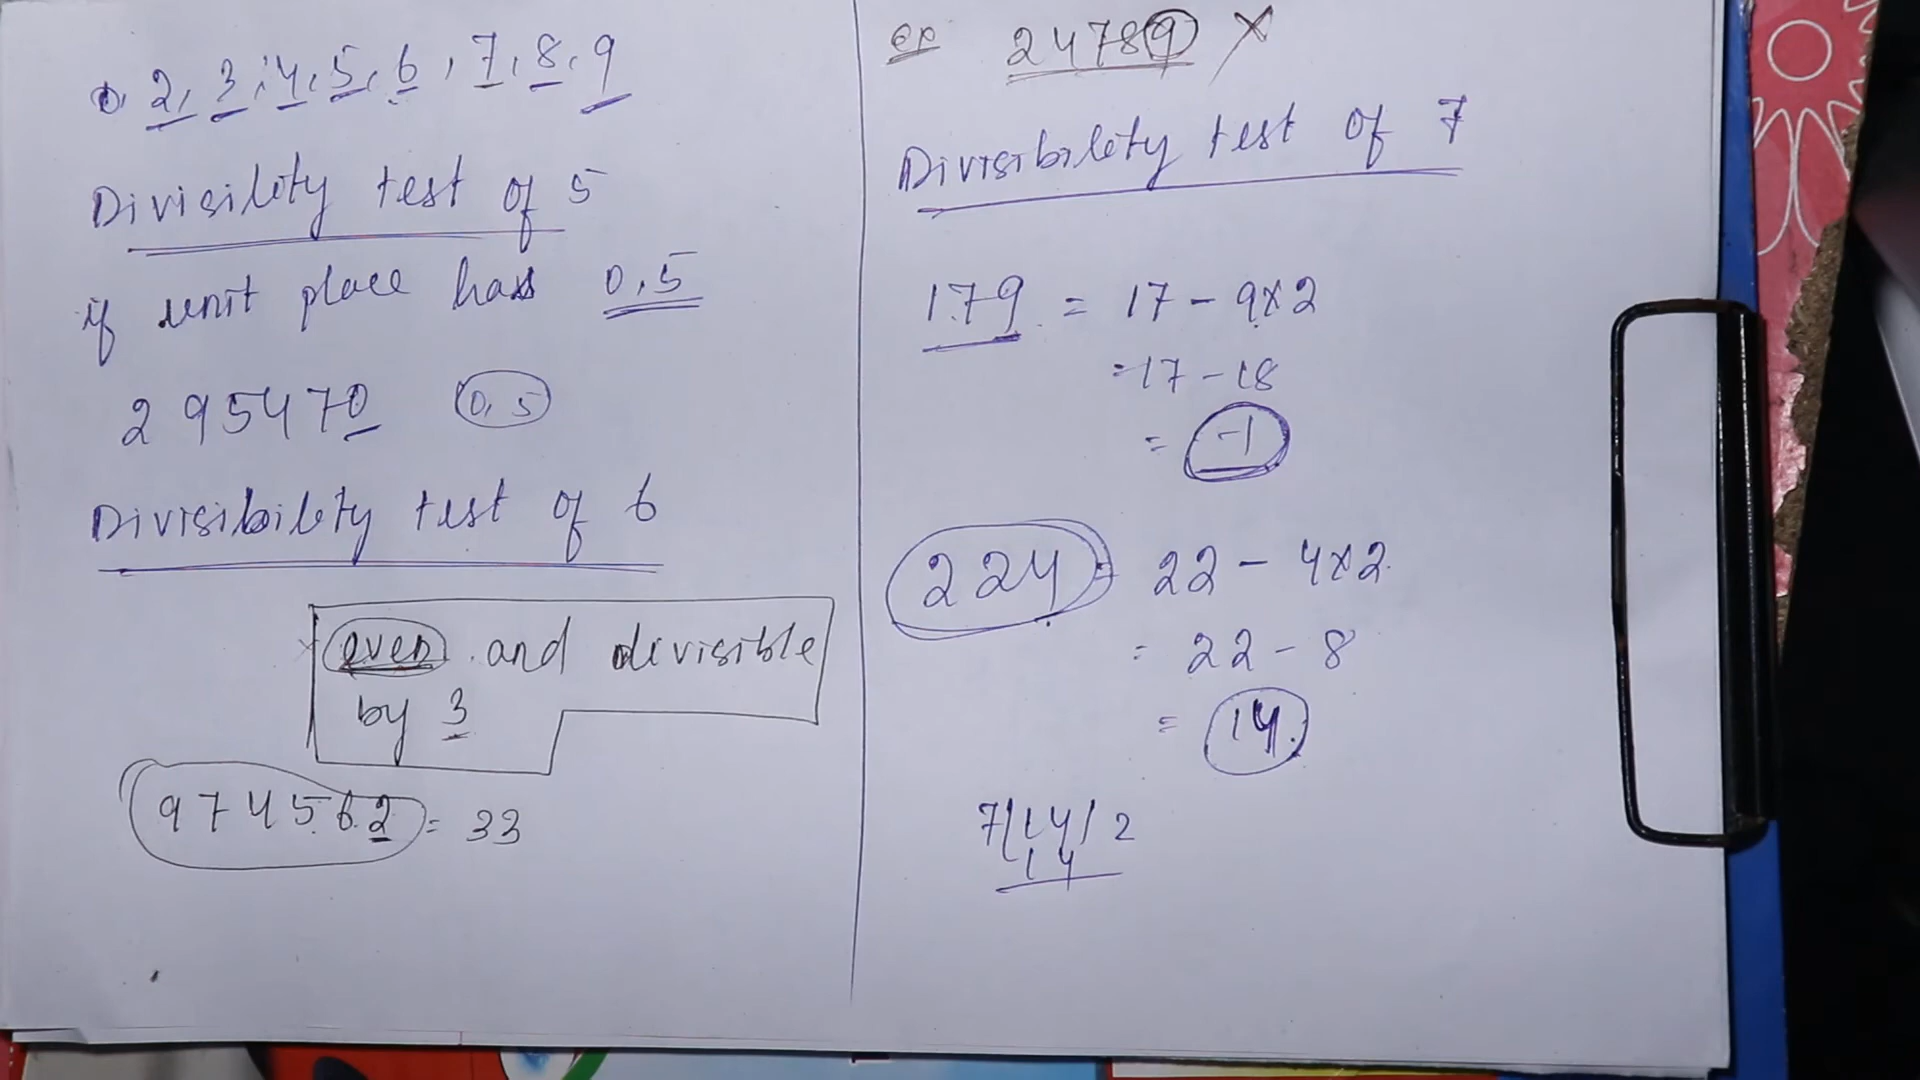 2, 3, 4, 5, 6, 7, 8, 9
Divisility test of 5
if unit place has 0,5
295470 0,5
Divisibility test of 6
even and divisible
by 3
974562 = 33
ex 24789 X
Divisibility test of 7
179 = 17 - 9x2
= 17 - 18
= -1
224 = 22 - 4x2
= 22 - 8
= 14
7 14 2
14